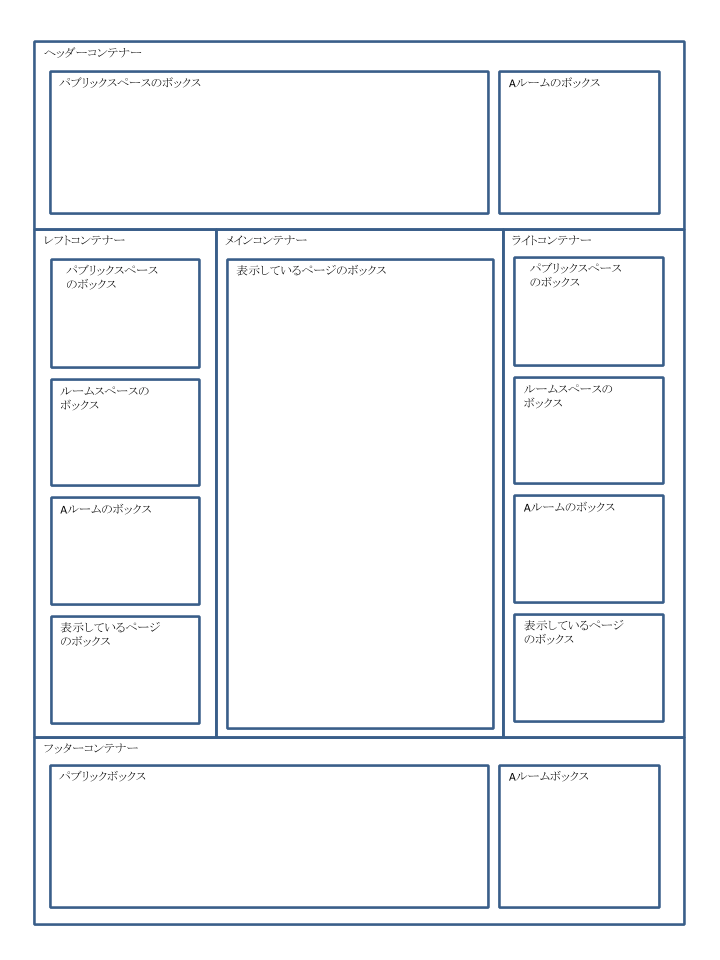 ヘッダーコンテナー
パブリックスペースのボックス
Aルームのボックス
レフトコンテナー
パブリックスペース
のボックス
ルームスペースの
ボックス
Aルームのボックス
表示しているページ
のボックス
メインコンテナー
表示しているページのボックス
ライトコンテナー
パブリックスペース
のボックス
ルームスペースの
ボックス
Aルームのボックス
表示しているページ
のボックス
フッターコンテナー
パブリックボックス
Aルームボックス